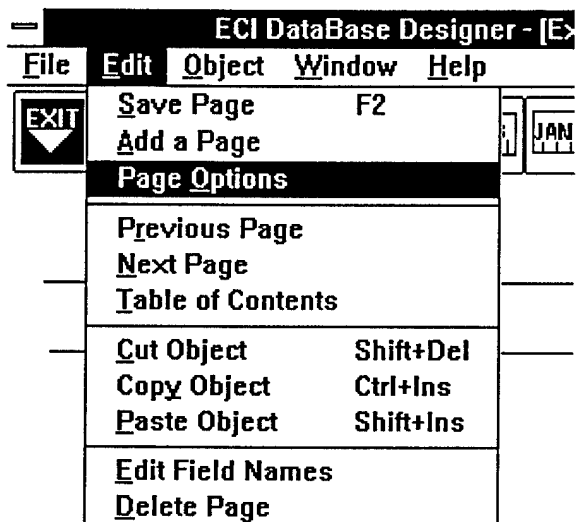 ECI DataBase Designer - [Ex
File Edit Object Window Help
EXIT
JAN
Save Page F2
Add a Page
Page Options
Previous Page
Next Page
Table of Contents
Cut Object Shift+Del
Copy Object Ctrl+Ins
Paste Object Shift+Ins
Edit Field Names
Delete Page